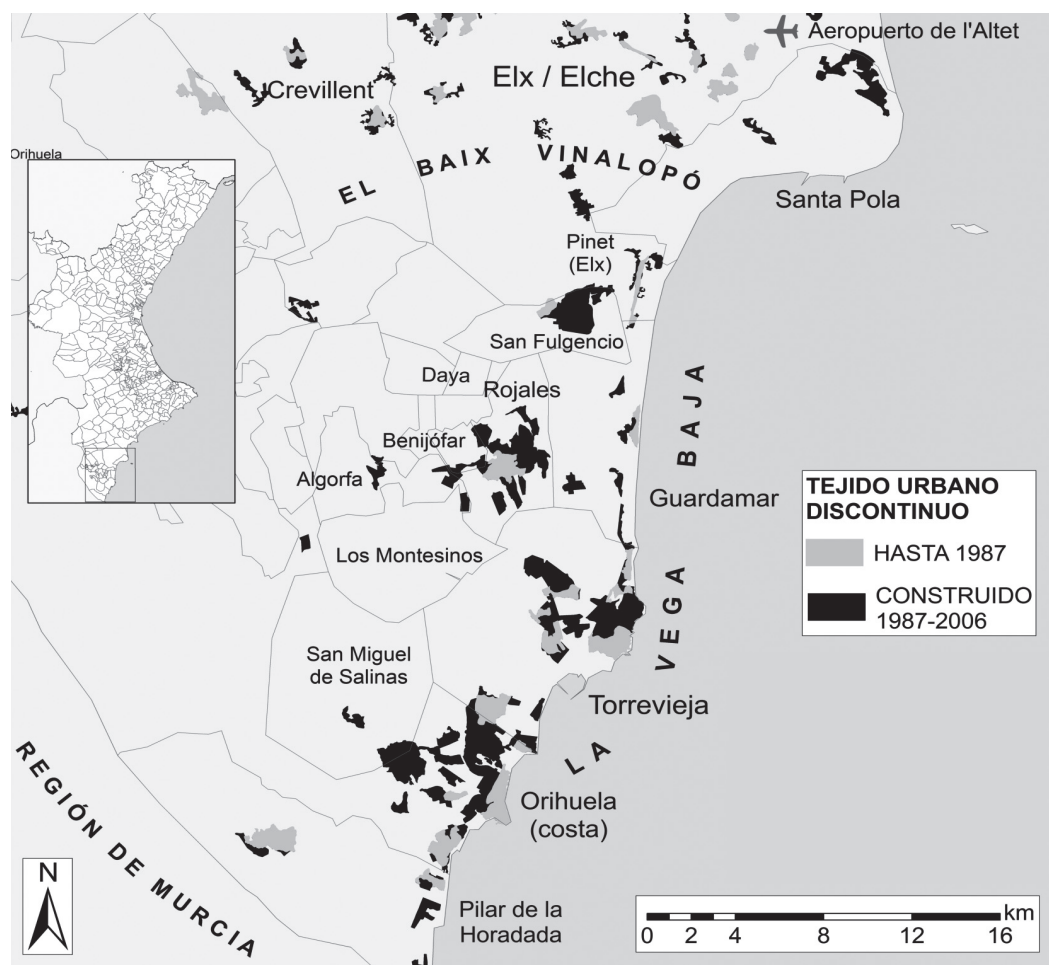 Aeropuerto de l'Altet
Elx / Elche
Crevillent
Orihuela
EL BAIX VINALOPÓ
Santa Pola
Pinet
(Elx)
San Fulgencio
Daya
Rojales
Benijófar
Algorfa
Guardamar
Los Montesinos
San Miguel
de Salinas
Torrevieja
LA VEGA BAJA
Orihuela
(costa)
REGIÓN DE MURCIA
Pilar de la
Horadada
TEJIDO URBANO
DISCONTINUO
HASTA 1987
CONSTRUIDO
1987-2006
N
km
0 2 4 8 12 16